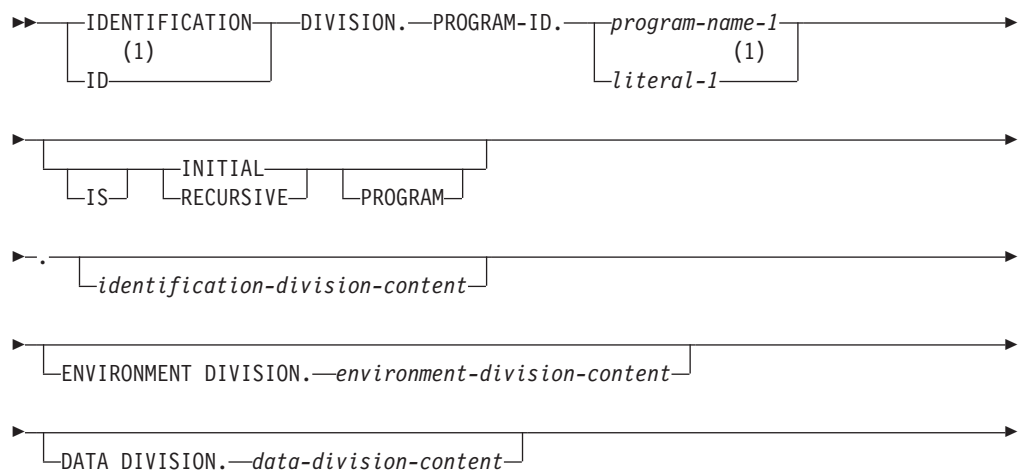 IDENTIFICATION DIVISION. PROGRAM-ID. program-name-1
(1) (1)
ID literal-1
INITIAL
IS RECURSIVE PROGRAM
.
identification-division-content
ENVIRONMENT DIVISION. environment-division-content
DATA DIVISION. data-division-content